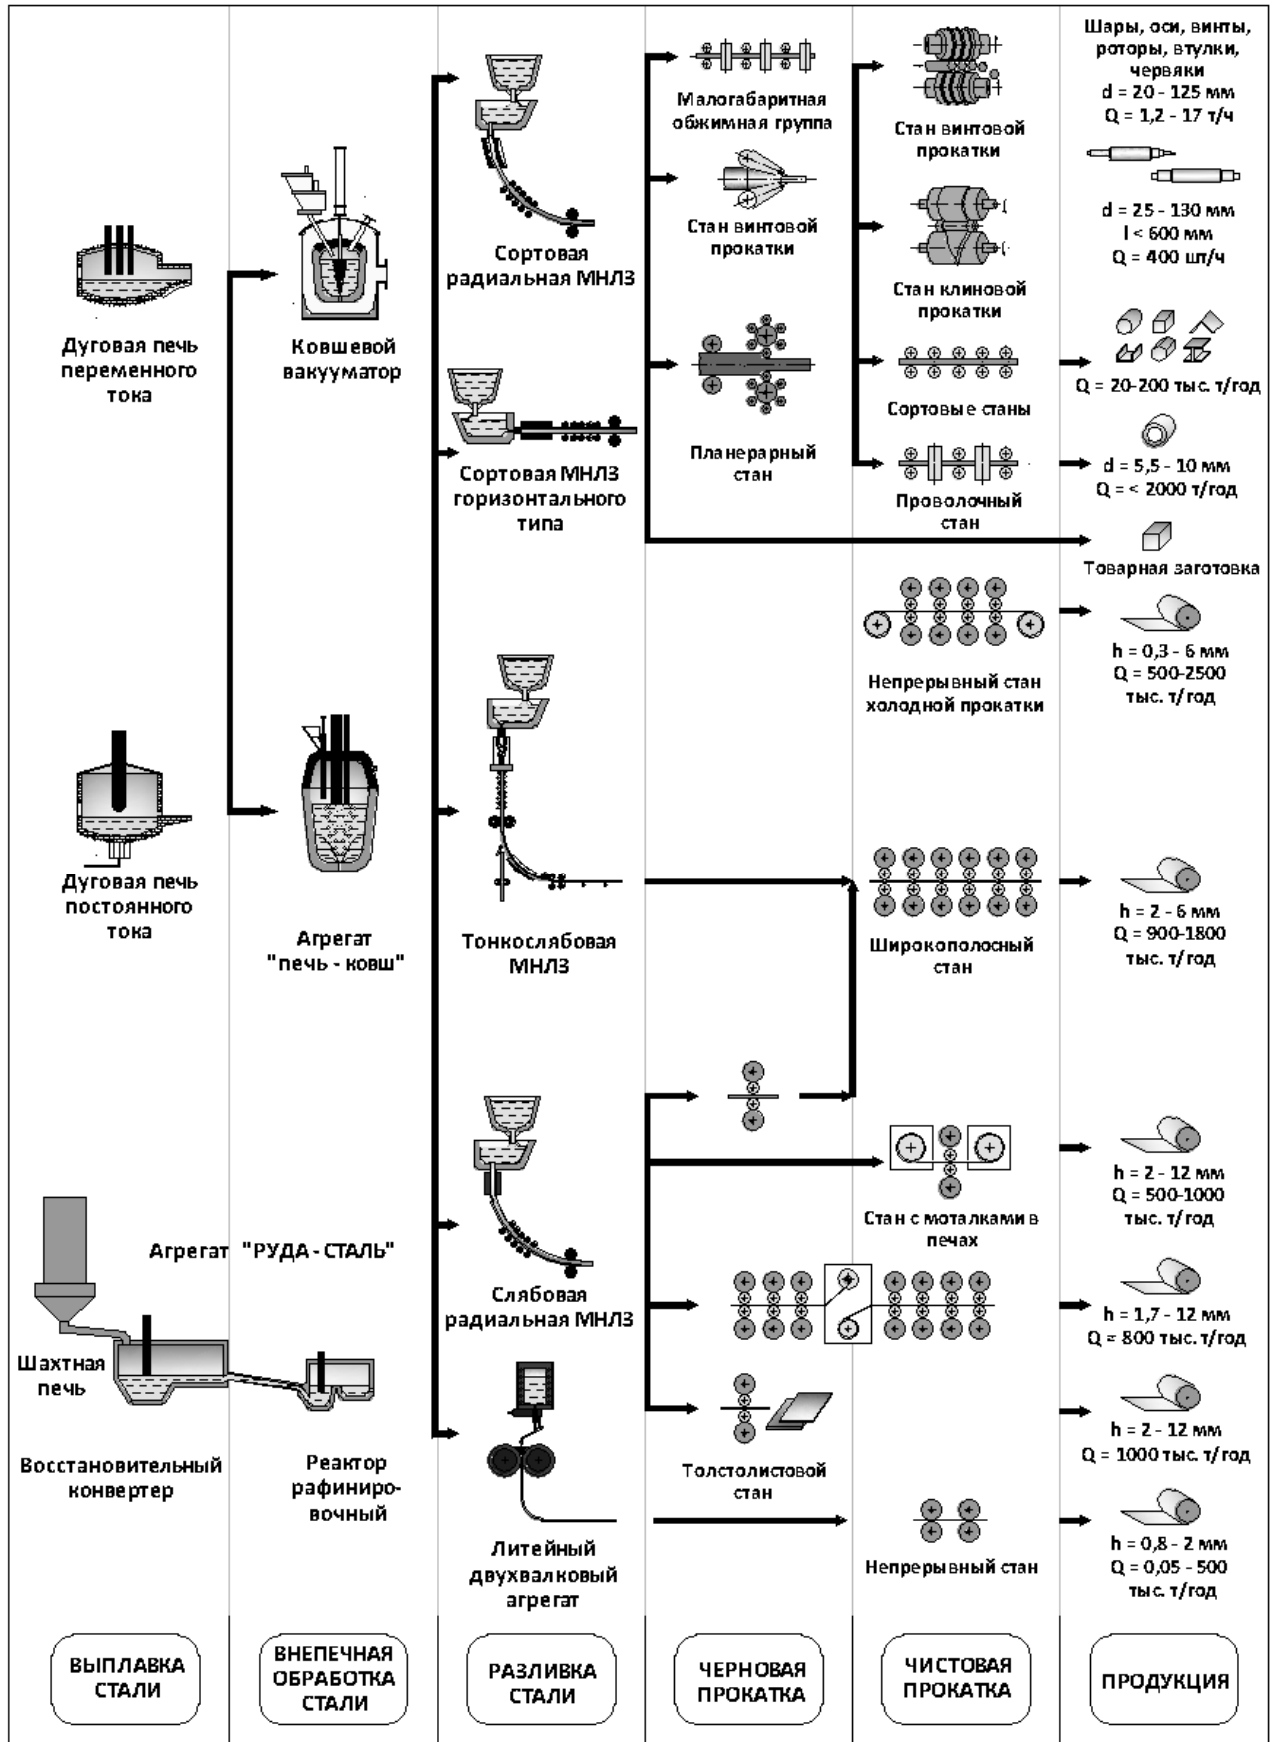 Дуговая печь
переменного
тока
Дуговая печь
постоянного
тока
Агрегат "РУДА - СТАЛЬ"
Шахтная
печь
Восстановительный
конвертер
ВЫПЛАВКА
СТАЛИ
Ковшевой
вакууматор
Агрегат
"печь - ковш"
Реактор
рафиниро-
вочный
ВНЕПЕЧНАЯ
ОБРАБОТКА
СТАЛИ
Сортовая
радиальная МНЛЗ
Сортовая МНЛЗ
горизонтального
типа
Тонкослябовая
МНЛЗ
Слябовая
радиальная МНЛЗ
Литейный
двухвалковый
агрегат
РАЗЛИВКА
СТАЛИ
Малогабаритная
обжимная группа
Стан винтовой
прокатки
Планерарный
стан
Толстолистовой
стан
ЧЕРНОВАЯ
ПРОКАТКА
Стан винтовой
прокатки
Стан клиновой
прокатки
Сортовые станы
Проволочный
стан
Непрерывный стан
холодной прокатки
Широкополосный
стан
Стан с моталками в
печах
Непрерывный стан
ЧИСТОВАЯ
ПРОКАТКА
Шары, оси, винты,
роторы, втулки,
червяки
d = 20 - 125 мм
Q = 1,2 - 17 т/ч
d = 25 - 130 мм
l < 600 мм
Q = 400 шт/ч
Q = 20-200 тыс. т/год
d = 5,5 - 10 мм
Q = < 2000 т/год
Товарная заготовка
h = 0,3 - 6 мм
Q = 500-2500
тыс. т/год
h = 2 - 6 мм
Q = 900-1800
тыс. т/год
h = 2 - 12 мм
Q = 500-1000
тыс. т/год
h = 1,7 - 12 мм
Q = 800 тыс. т/год
h = 2 - 12 мм
Q = 1000 тыс. т/год
h = 0,8 - 2 мм
Q = 0,05 - 500
тыс. т/год
ПРОДУКЦИЯ